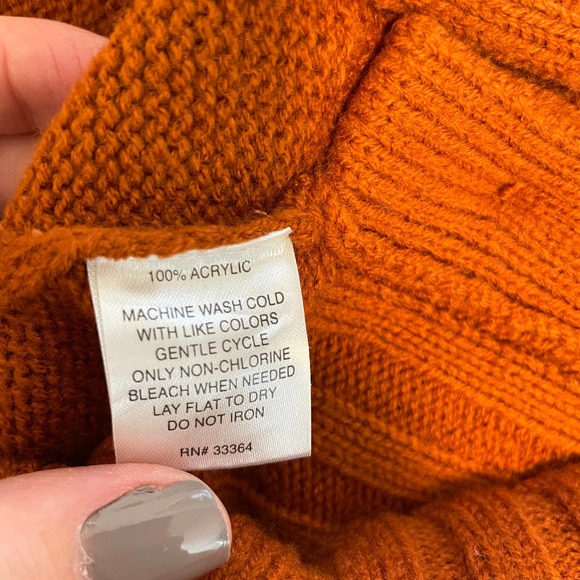 100% ACRYLIC
MACHINE WASH COLD
WITH LIKE COLORS
GENTLE CYCLE
ONLY NON-CHLORINE
BLEACH WHEN NEEDED
LAY FLAT TO DRY
DO NOT IRON
RN# 33364